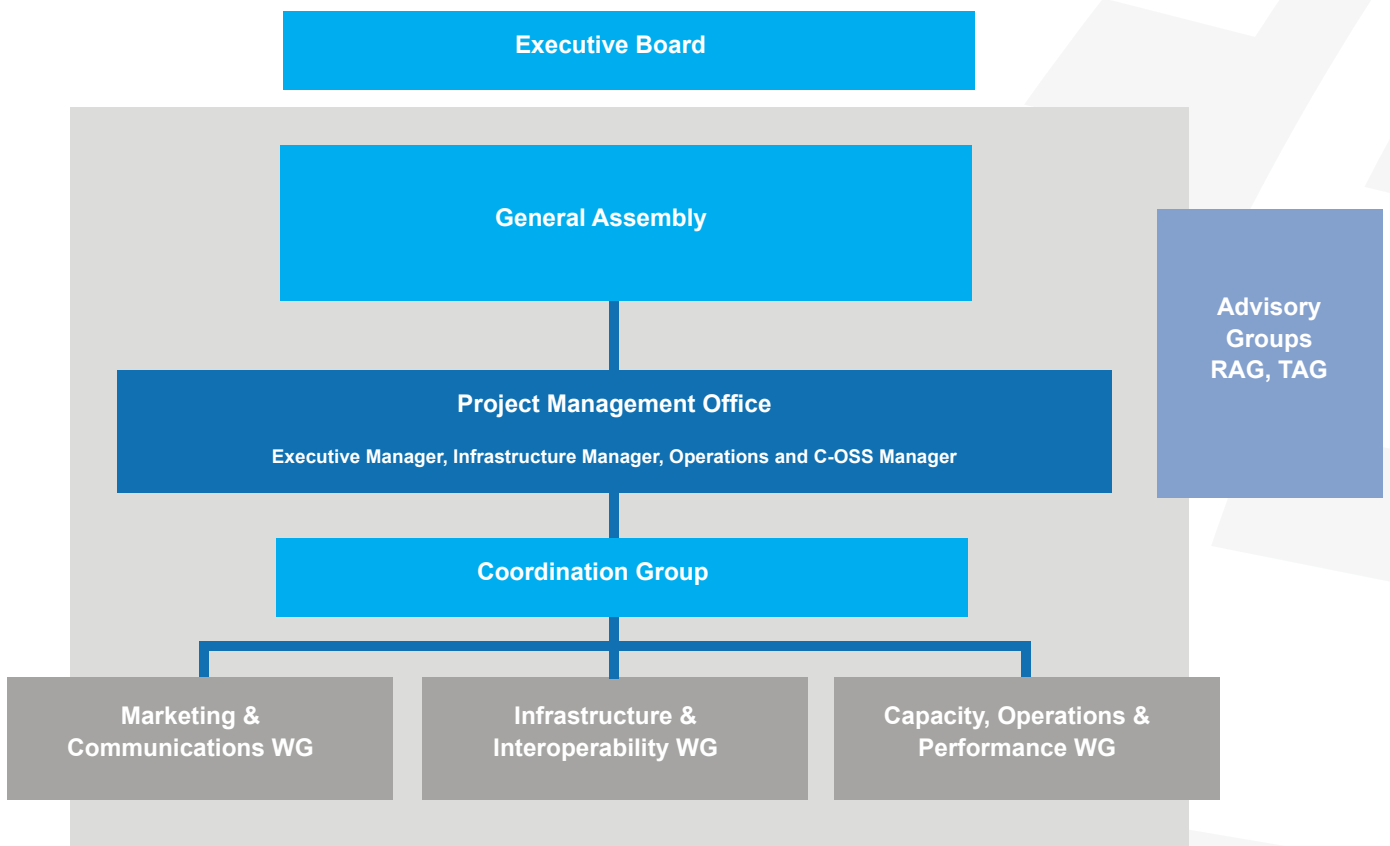 Executive Board
General Assembly
Advisory
Groups
RAG, TAG
Project Management Office
Executive Manager, Infrastructure Manager, Operations and C-OSS Manager
Coordination Group
Marketing &
Communications WG
Infrastructure &
Interoperability WG
Capacity, Operations &
Performance WG